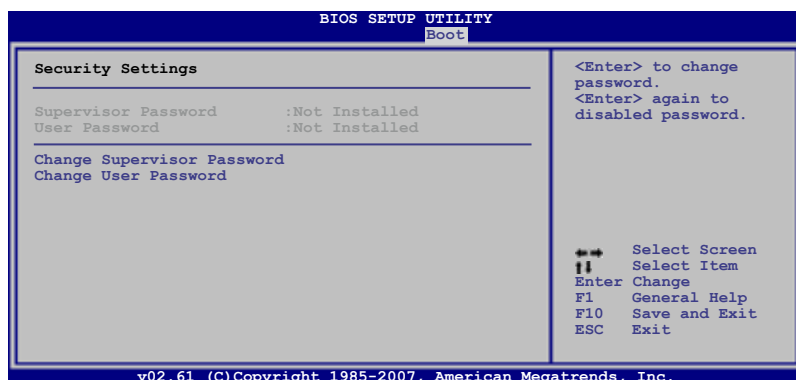 BIOS SETUP UTILITY
Boot
Security Settings
Supervisor Password :Not Installed
User Password :Not Installed
Change Supervisor Password
Change User Password
<Enter> to change
password.
<Enter> again to
disabled password.
←→ Select Screen
↑↓ Select Item
Enter Change
F1 General Help
F10 Save and Exit
ESC Exit
v02.61 (C)Copyright 1985-2007, American Megatrends, Inc.